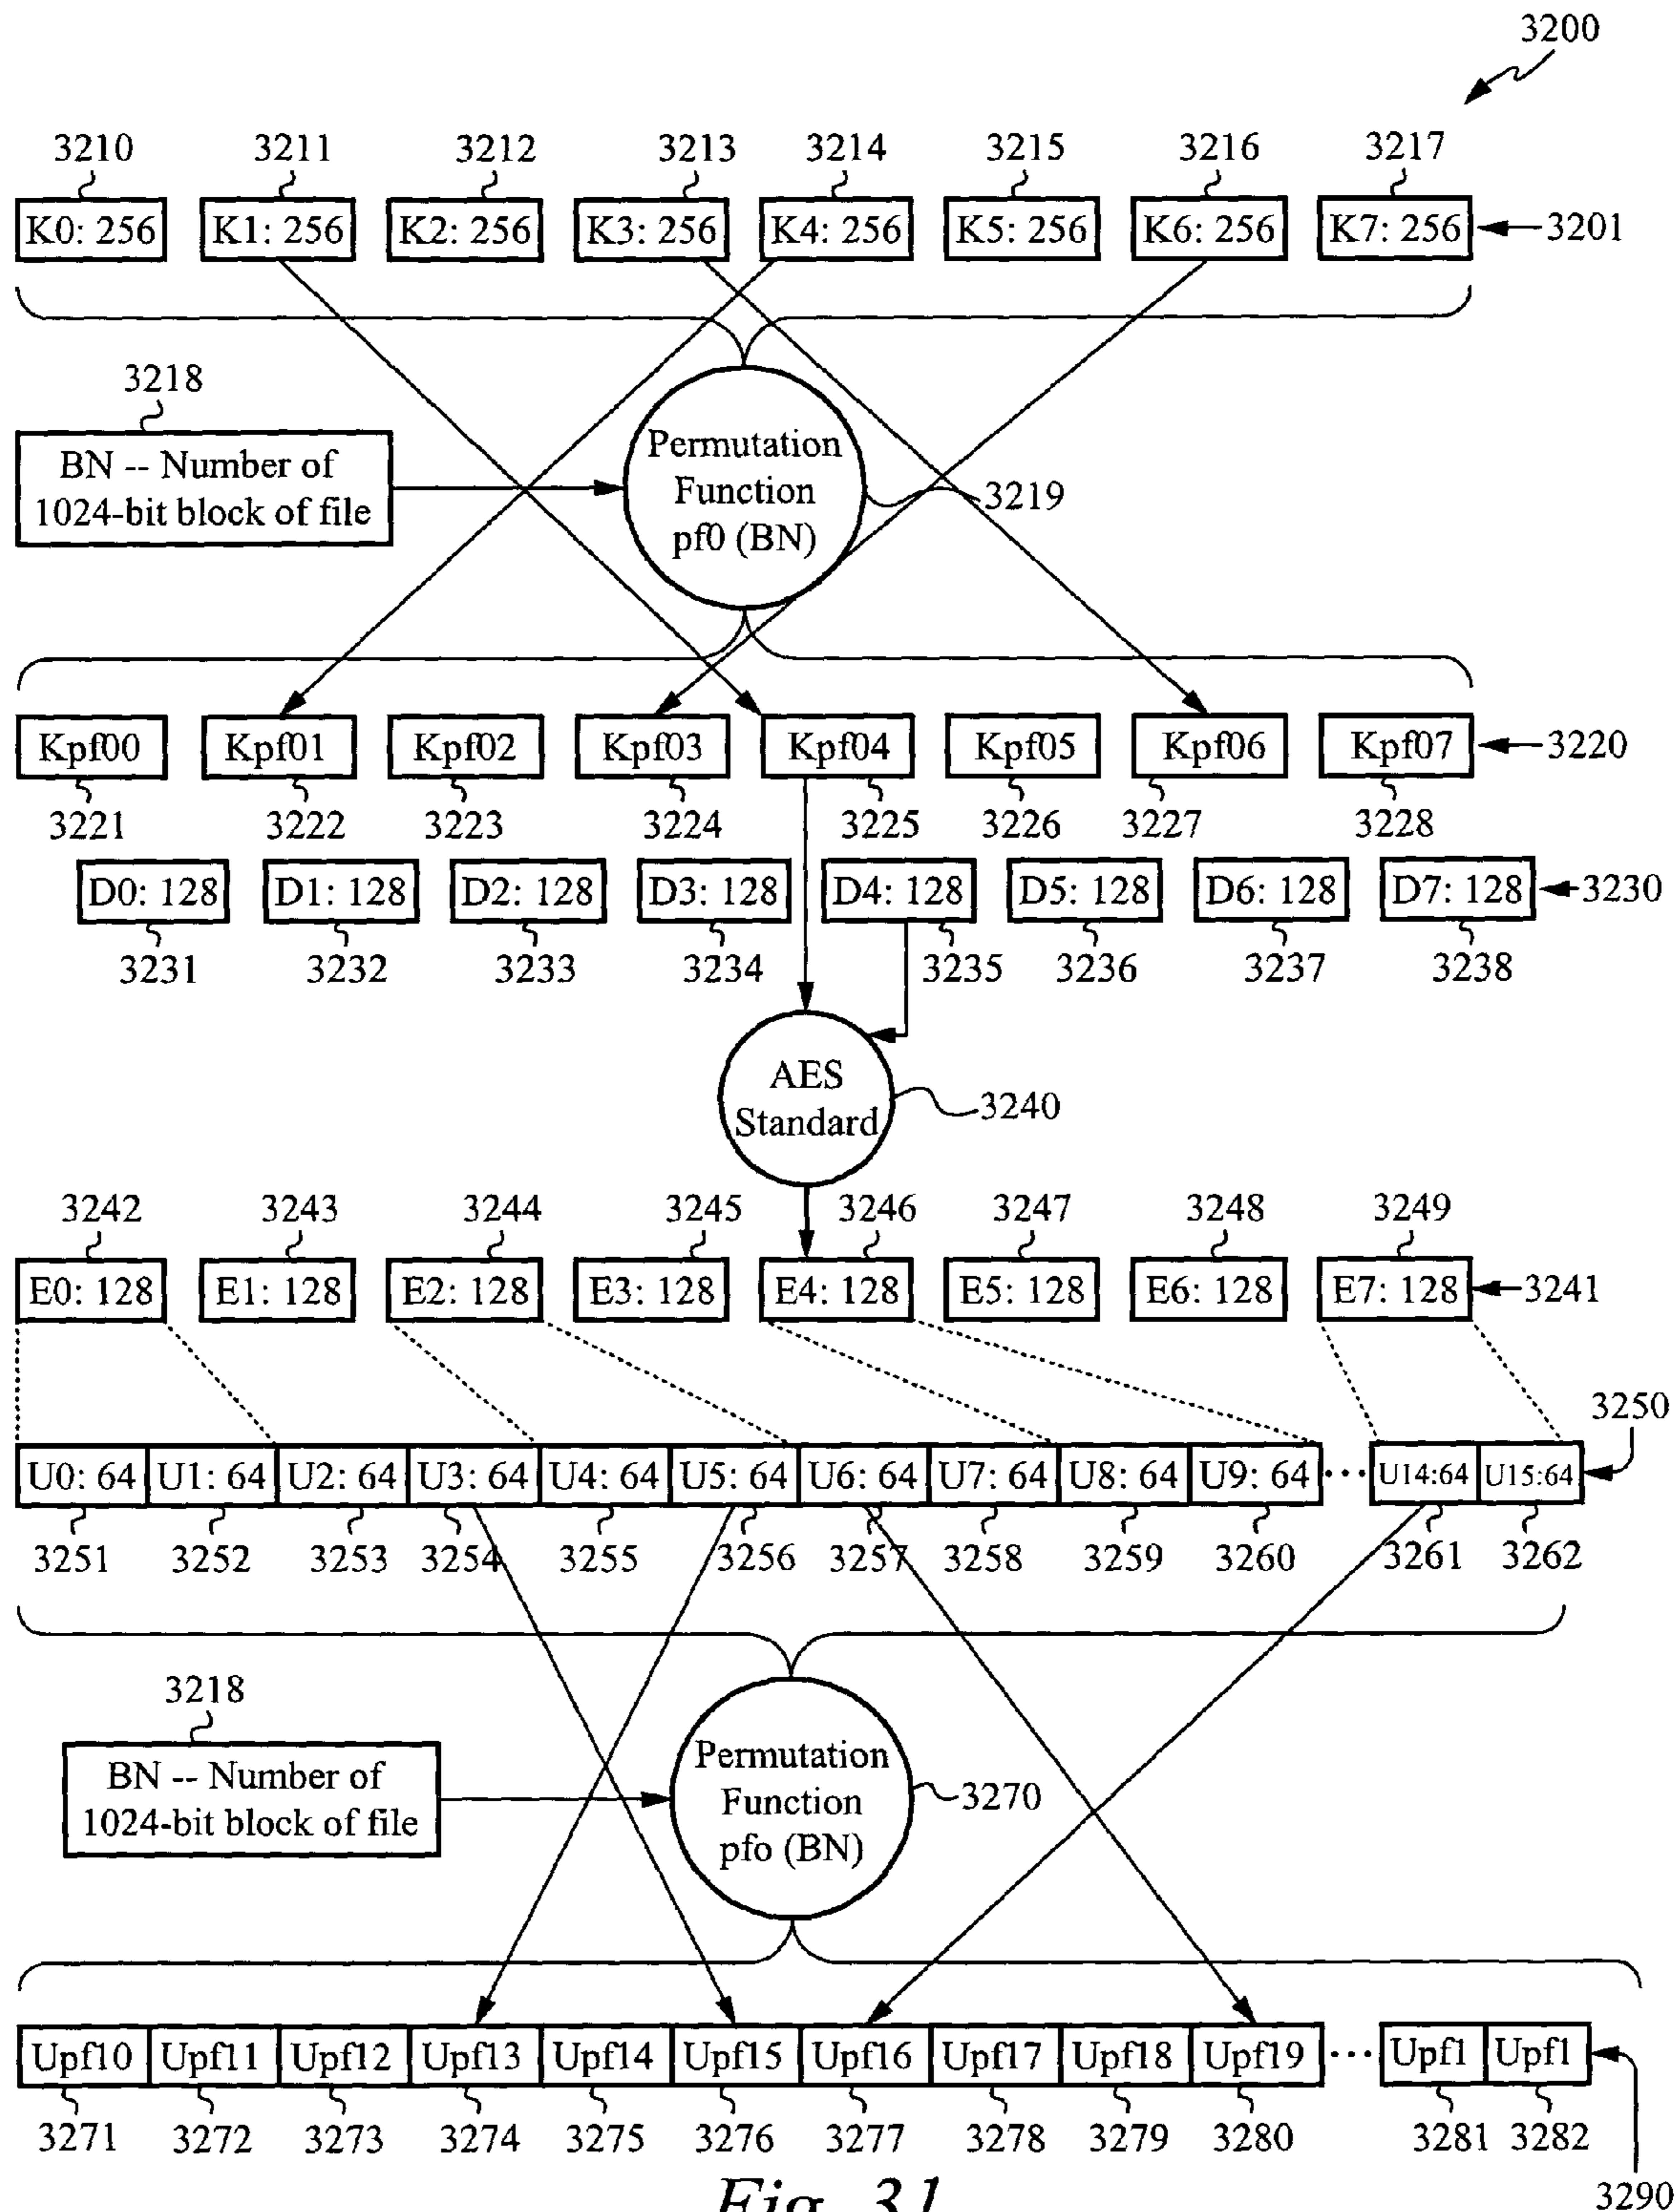 3200
3210 3211 3212 3213 3214 3215 3216 3217
K0: 256 K1: 256 K2: 256 K3: 256 K4: 256 K5: 256 K6: 256 K7: 256 3201
3218
BN -- Number of
1024-bit block of file
Permutation
Function
pf0 (BN)
3219
Kpf00 Kpf01 Kpf02 Kpf03 Kpf04 Kpf05 Kpf06 Kpf07 3220
3221 3222 3223 3224 3225 3226 3227 3228
D0: 128 D1: 128 D2: 128 D3: 128 D4: 128 D5: 128 D6: 128 D7: 128 3230
3231 3232 3233 3234 3235 3236 3237 3238
AES
Standard
3240
3242 3243 3244 3245 3246 3247 3248 3249
E0: 128 E1: 128 E2: 128 E3: 128 E4: 128 E5: 128 E6: 128 E7: 128 3241
3250
U0: 64 U1: 64 U2: 64 U3: 64 U4: 64 U5: 64 U6: 64 U7: 64 U8: 64 U9: 64 ••• U14:64 U15:64
3251 3252 3253 3254 3255 3256 3257 3258 3259 3260 3261 3262
3218
BN -- Number of
1024-bit block of file
Permutation
Function
pfo (BN)
3270
Upf10 Upf11 Upf12 Upf13 Upf14 Upf15 Upf16 Upf17 Upf18 Upf19 ••• Upf1 Upf1
3271 3272 3273 3274 3275 3276 3277 3278 3279 3280 3281 3282
3290
Fig. 31